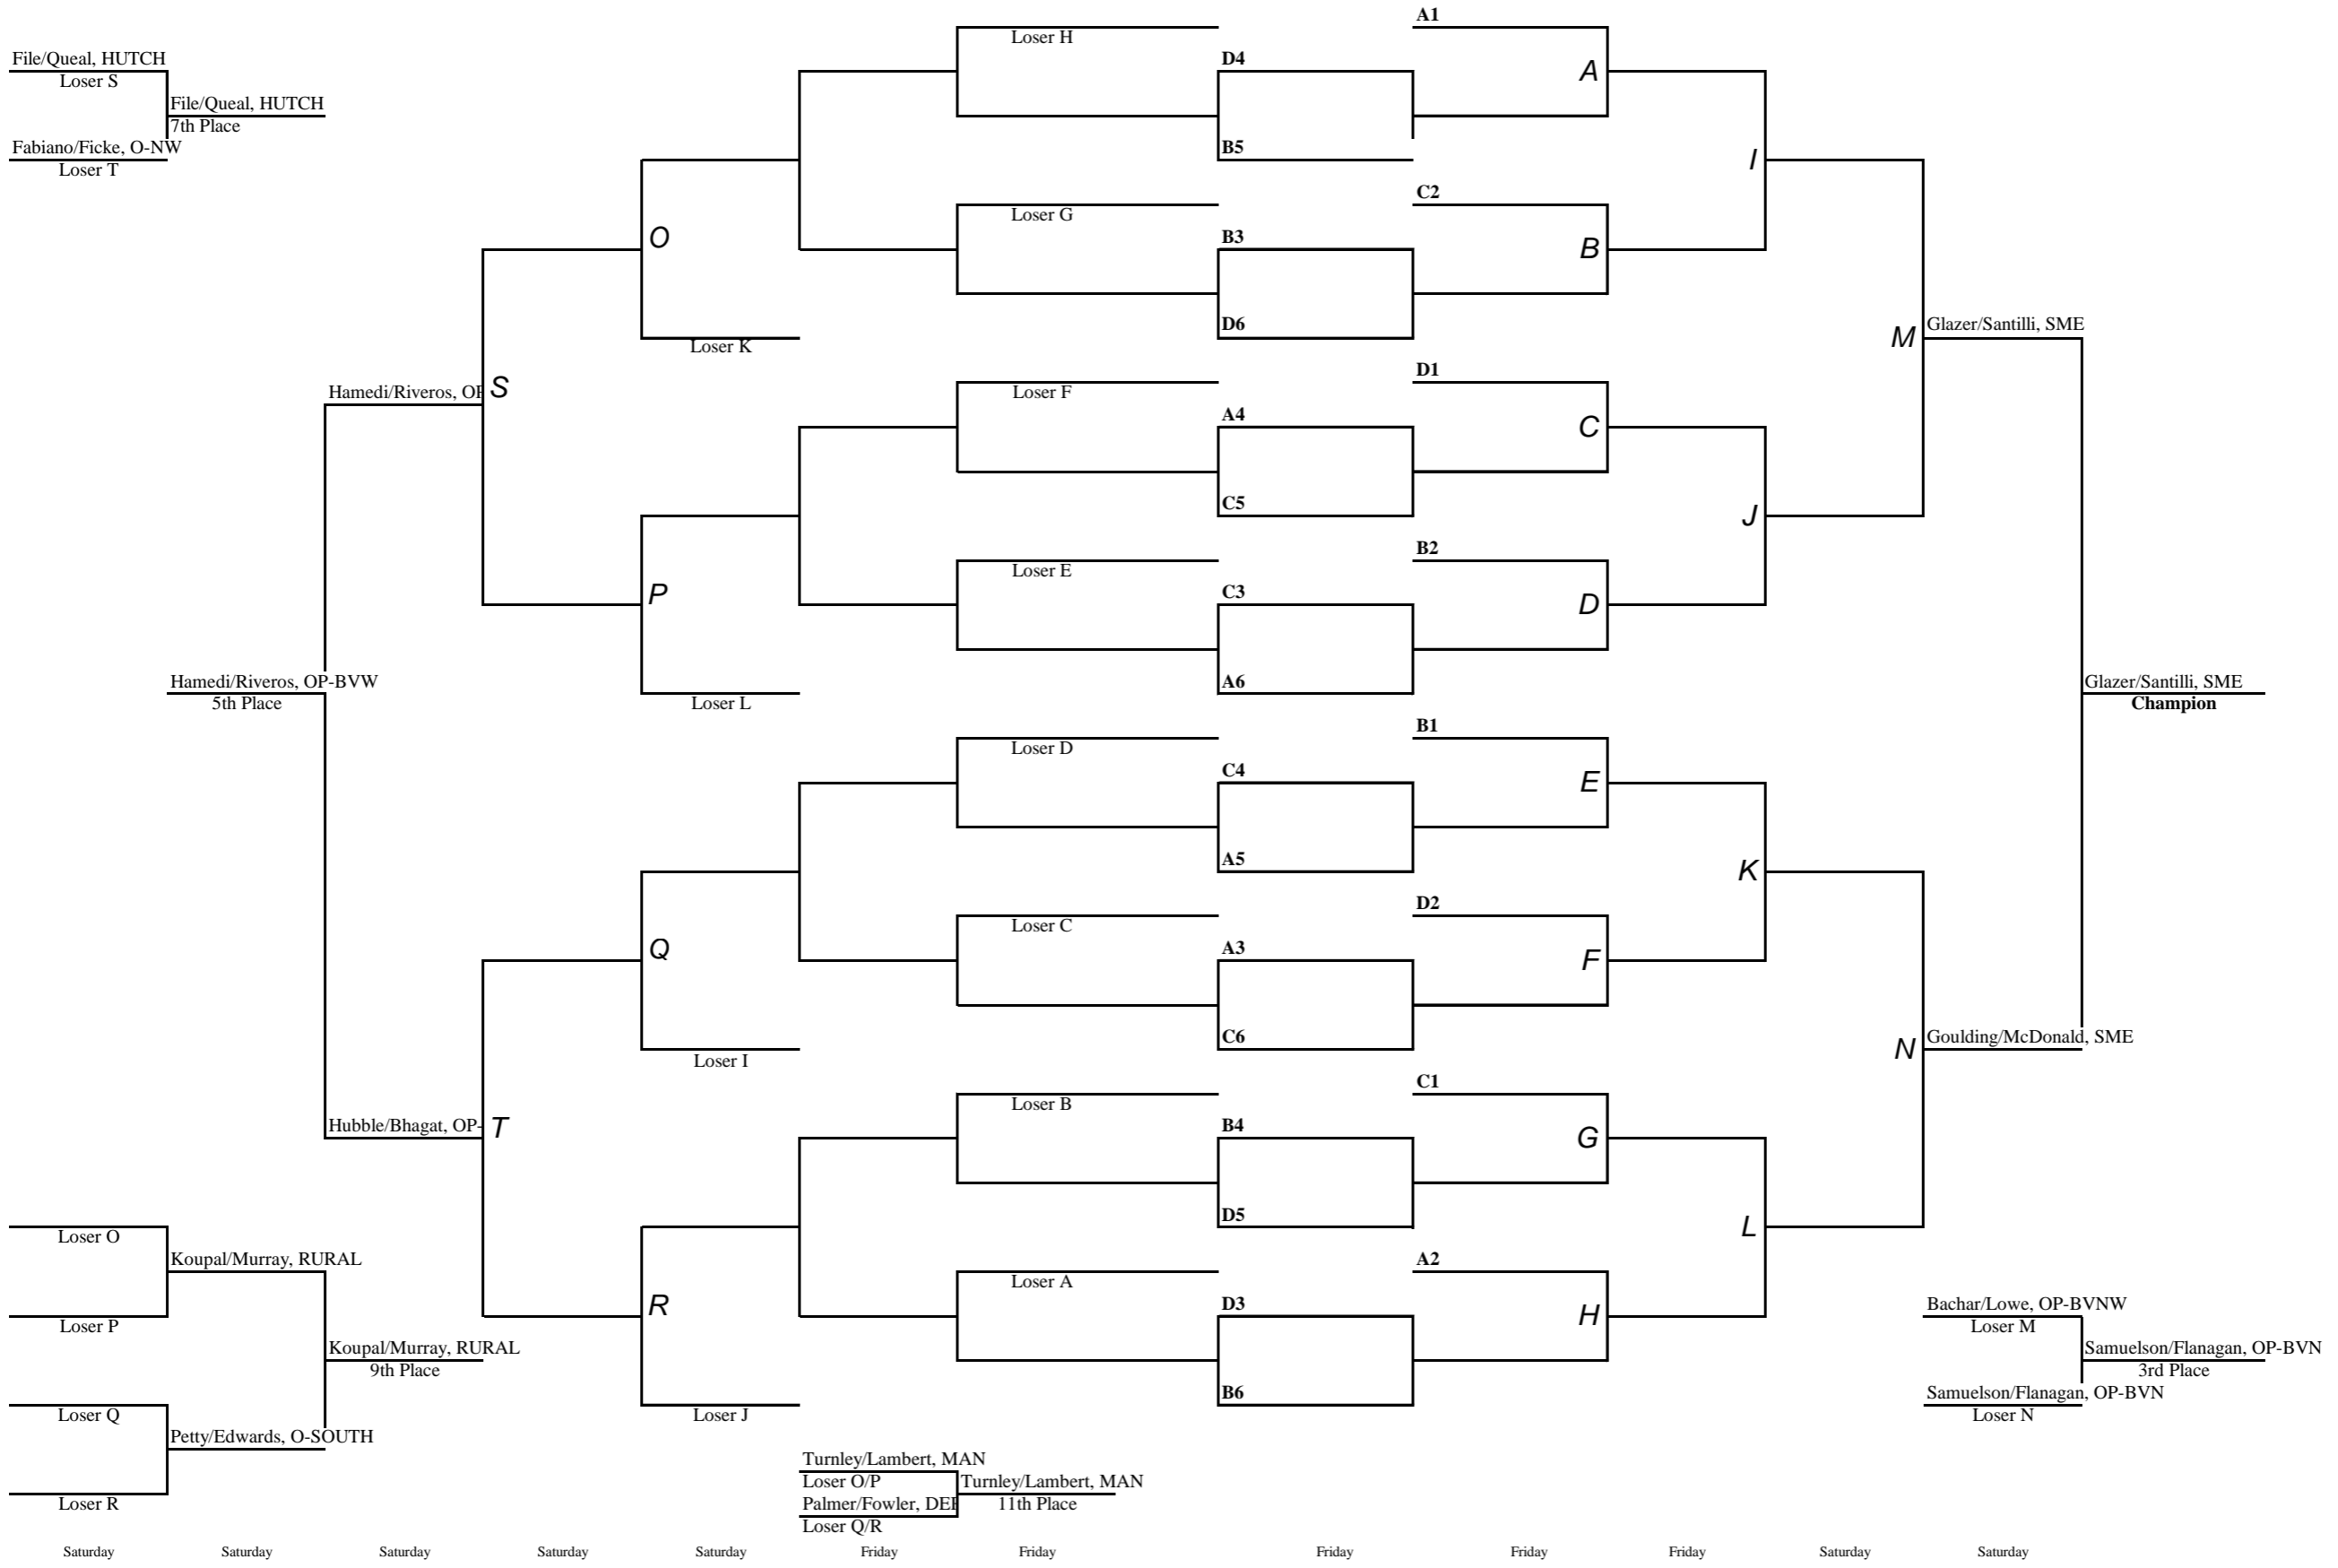 A1
Loser H
File/Queal, HUTCH
D4
Loser S
A
File/Queal, HUTCH
7th Place
Fabiano/Ficke, O-NW
B5
Loser T
I
C2
Loser G
O
B3
B
D6
Loser K
M
Glazer/Santilli, SME
D1
Hamedi/Riveros, OP
S
Loser F
A4
C
C5
J
B2
Loser E
P
C3
D
Hamedi/Riveros, OP-BVW
A6
Glazer/Santilli, SME
5th Place
Loser L
Champion
B1
Loser D
C4
E
A5
K
D2
Loser C
Q
A3
F
C6
N
Goulding/McDonald, SME
Loser I
C1
Loser B
Hubble/Bhagat, OP-
T
B4
G
D5
L
Loser O
Koupal/Murray, RURAL
A2
Loser A
R
D3
H
Bachar/Lowe, OP-BVNW
Loser P
Loser M
Koupal/Murray, RURAL
9th Place
Samuelson/Flanagan, OP-BVN
3rd Place
B6
Samuelson/Flanagan, OP-BVN
Loser Q
Loser J
Loser N
Petty/Edwards, O-SOUTH
Turnley/Lambert, MAN
Loser O/P
Turnley/Lambert, MAN
Loser R
Palmer/Fowler, DE
11th Place
Loser Q/R
Saturday Saturday Saturday Saturday Saturday Friday Friday Friday Friday Friday Saturday Saturday